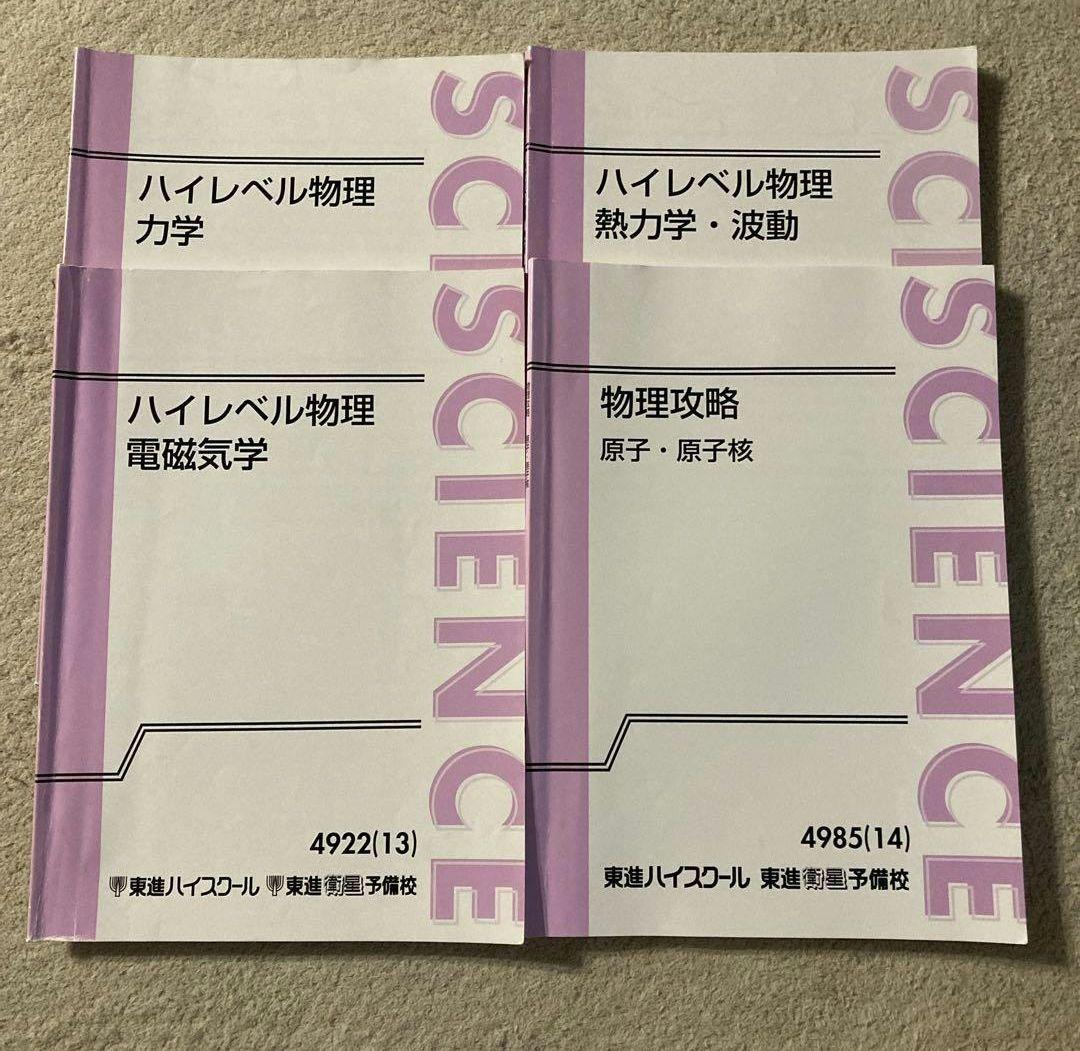 ハイレベル物理
力学
SCI
ハイレベル物理
熱力学・波動
SCI
ハイレベル物理
電磁気学
SCIENCE
4922(13)
東進ハイスクール 東進衛星予備校
物理攻略
原子・原子核
SCIENCE
4985(14)
東進ハイスクール 東進衛星予備校